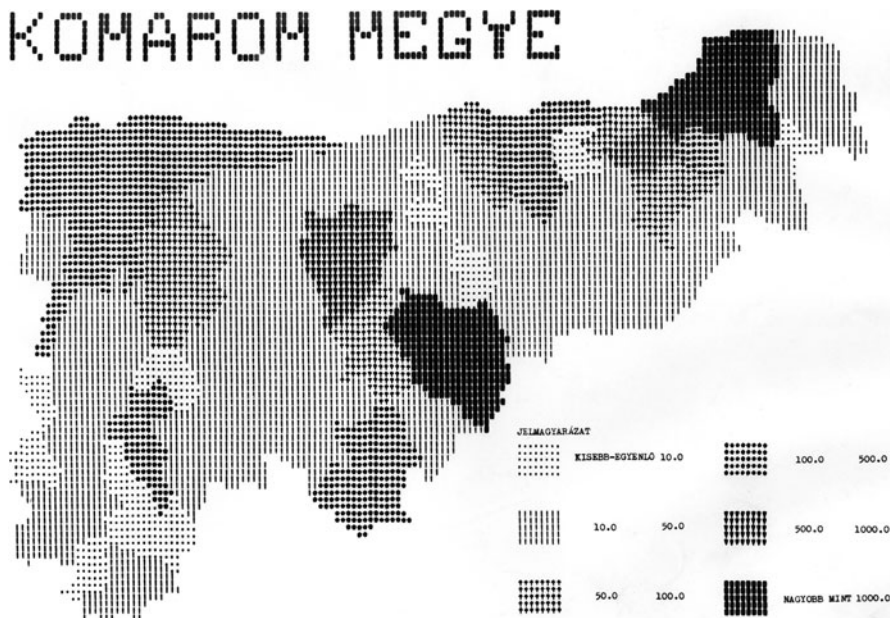 KOMAROM MEGYE
JELMAGYARÁZAT
KISEBB-EGYENLŐ 10.0
10.0 50.0
50.0 100.0
100.0 500.0
500.0 1000.0
NAGYOBB MINT 1000.0